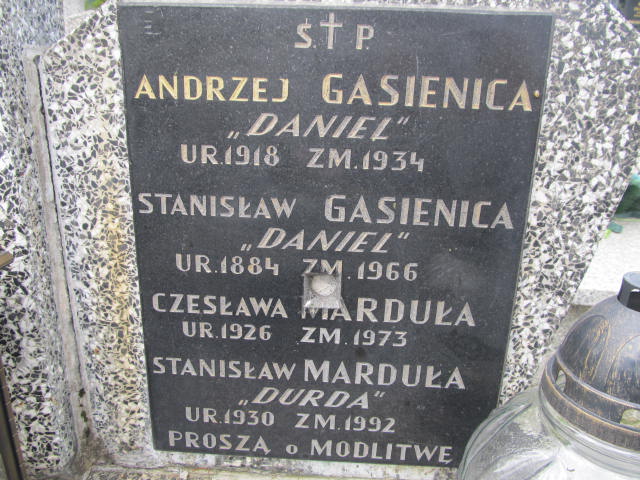 Ś.✝P.
ANDRZEJ GĄSIENICA
„DANIEL"
UR.1918 ZM.1934
STANISŁAW GĄSIENICA
„DANIEL"
UR.1884 ZM.1966
CZESŁAWA MARDUŁA
UR.1926 ZM.1973
STANISŁAW MARDUŁA
„DURDA"
UR.1930 ZM.1992
PROSZĄ o MODLITWĘ